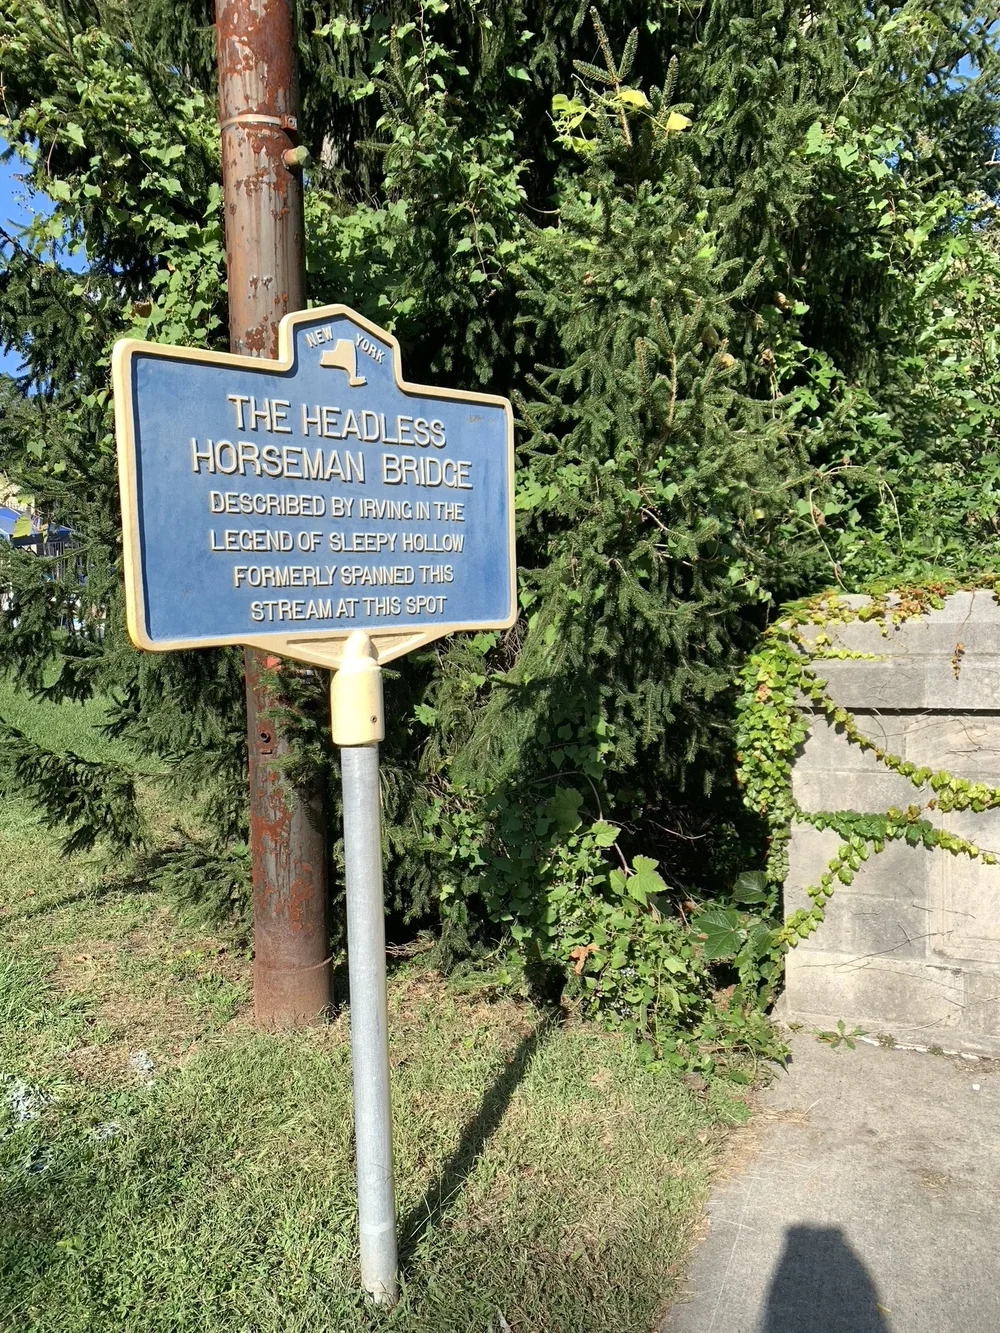 NEW YORK
THE HEADLESS
HORSEMAN BRIDGE
DESCRIBED BY IRVING IN THE
LEGEND OF SLEEPY HOLLOW
FORMERLY SPANNED THIS
STREAM AT THIS SPOT